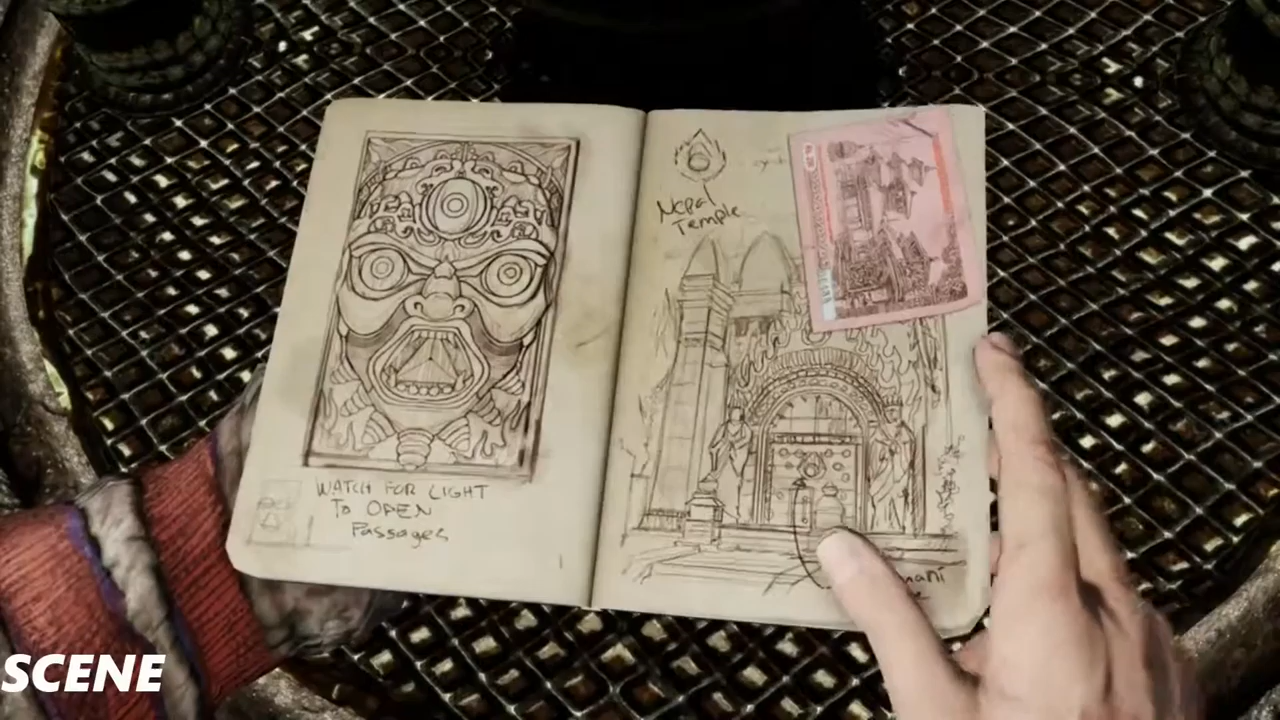 WATCH FOR LIGHT
To OPEN
Passages
Nepal
Temple
SCENE